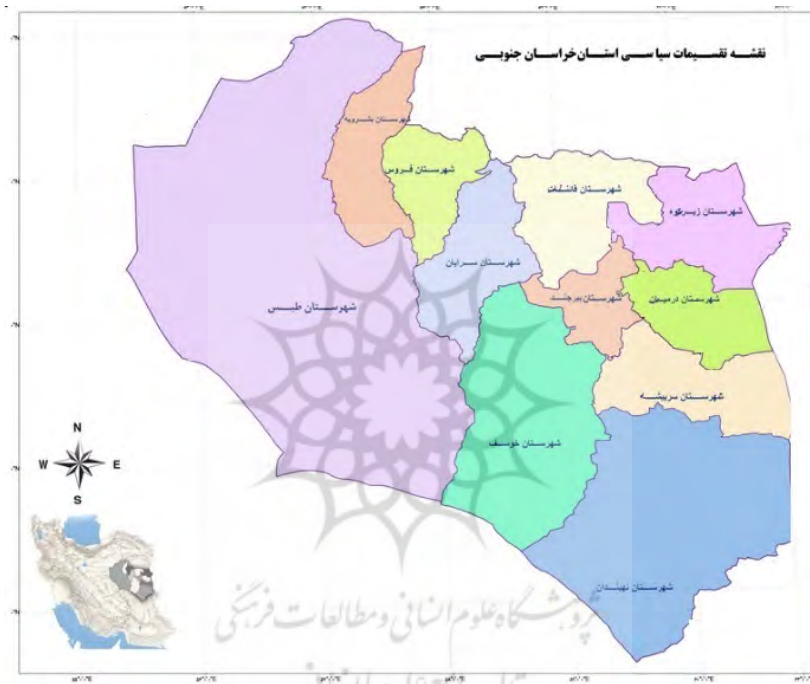 نقشه تقسیمات سیاسی استان خراسان جنوبی
شهرستان بشرویه
شهرستان فردوس
شهرستان قائنات
شهرستان زیرکوه
شهرستان سرایان
شهرستان بیرجند
شهرستان درمیان
شهرستان طبس
شهرستان سربیشه
شهرستان خوسف
شهرستان نهبندان
N
W E
S
پژوهشگاه علوم انسانی و مطالعات فرهنگی